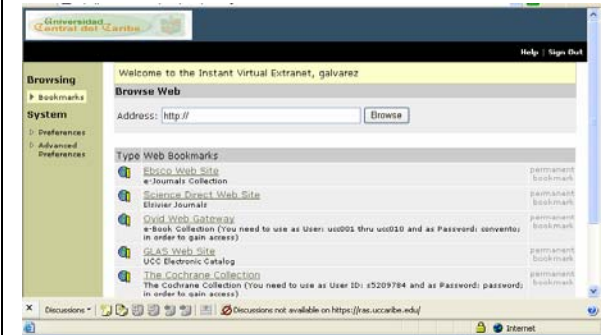 Universidad
Central del Caribe
Help | Sign Out
Welcome to the Instant Virtual Extranet, galvarez
Browsing
Bookmarks
System
Preferences
Advanced
Preferences
Browse Web
Address: http:// Browse
Type Web Bookmarks
Ebsco Web Site
e-Journals Collection
permanent
bookmark
Science Direct Web Site
Elsivier Journals
permanent
bookmark
Ovid Web Gateway
e-Book Collection (You need to use as User: ucc001 thru ucc010 and as Password: convento;
in order to gain access)
permanent
bookmark
GLAS Web Site
UCC Electronic Catalog
permanent
bookmark
The Cochrane Collection
The Cochrane Collection (You need to use as User ID: s5209784 and as Password: password;
in order to gain access)
permanent
bookmark
Discussions
Discussions not available on https://ras.uccaribe.edu/
Internet